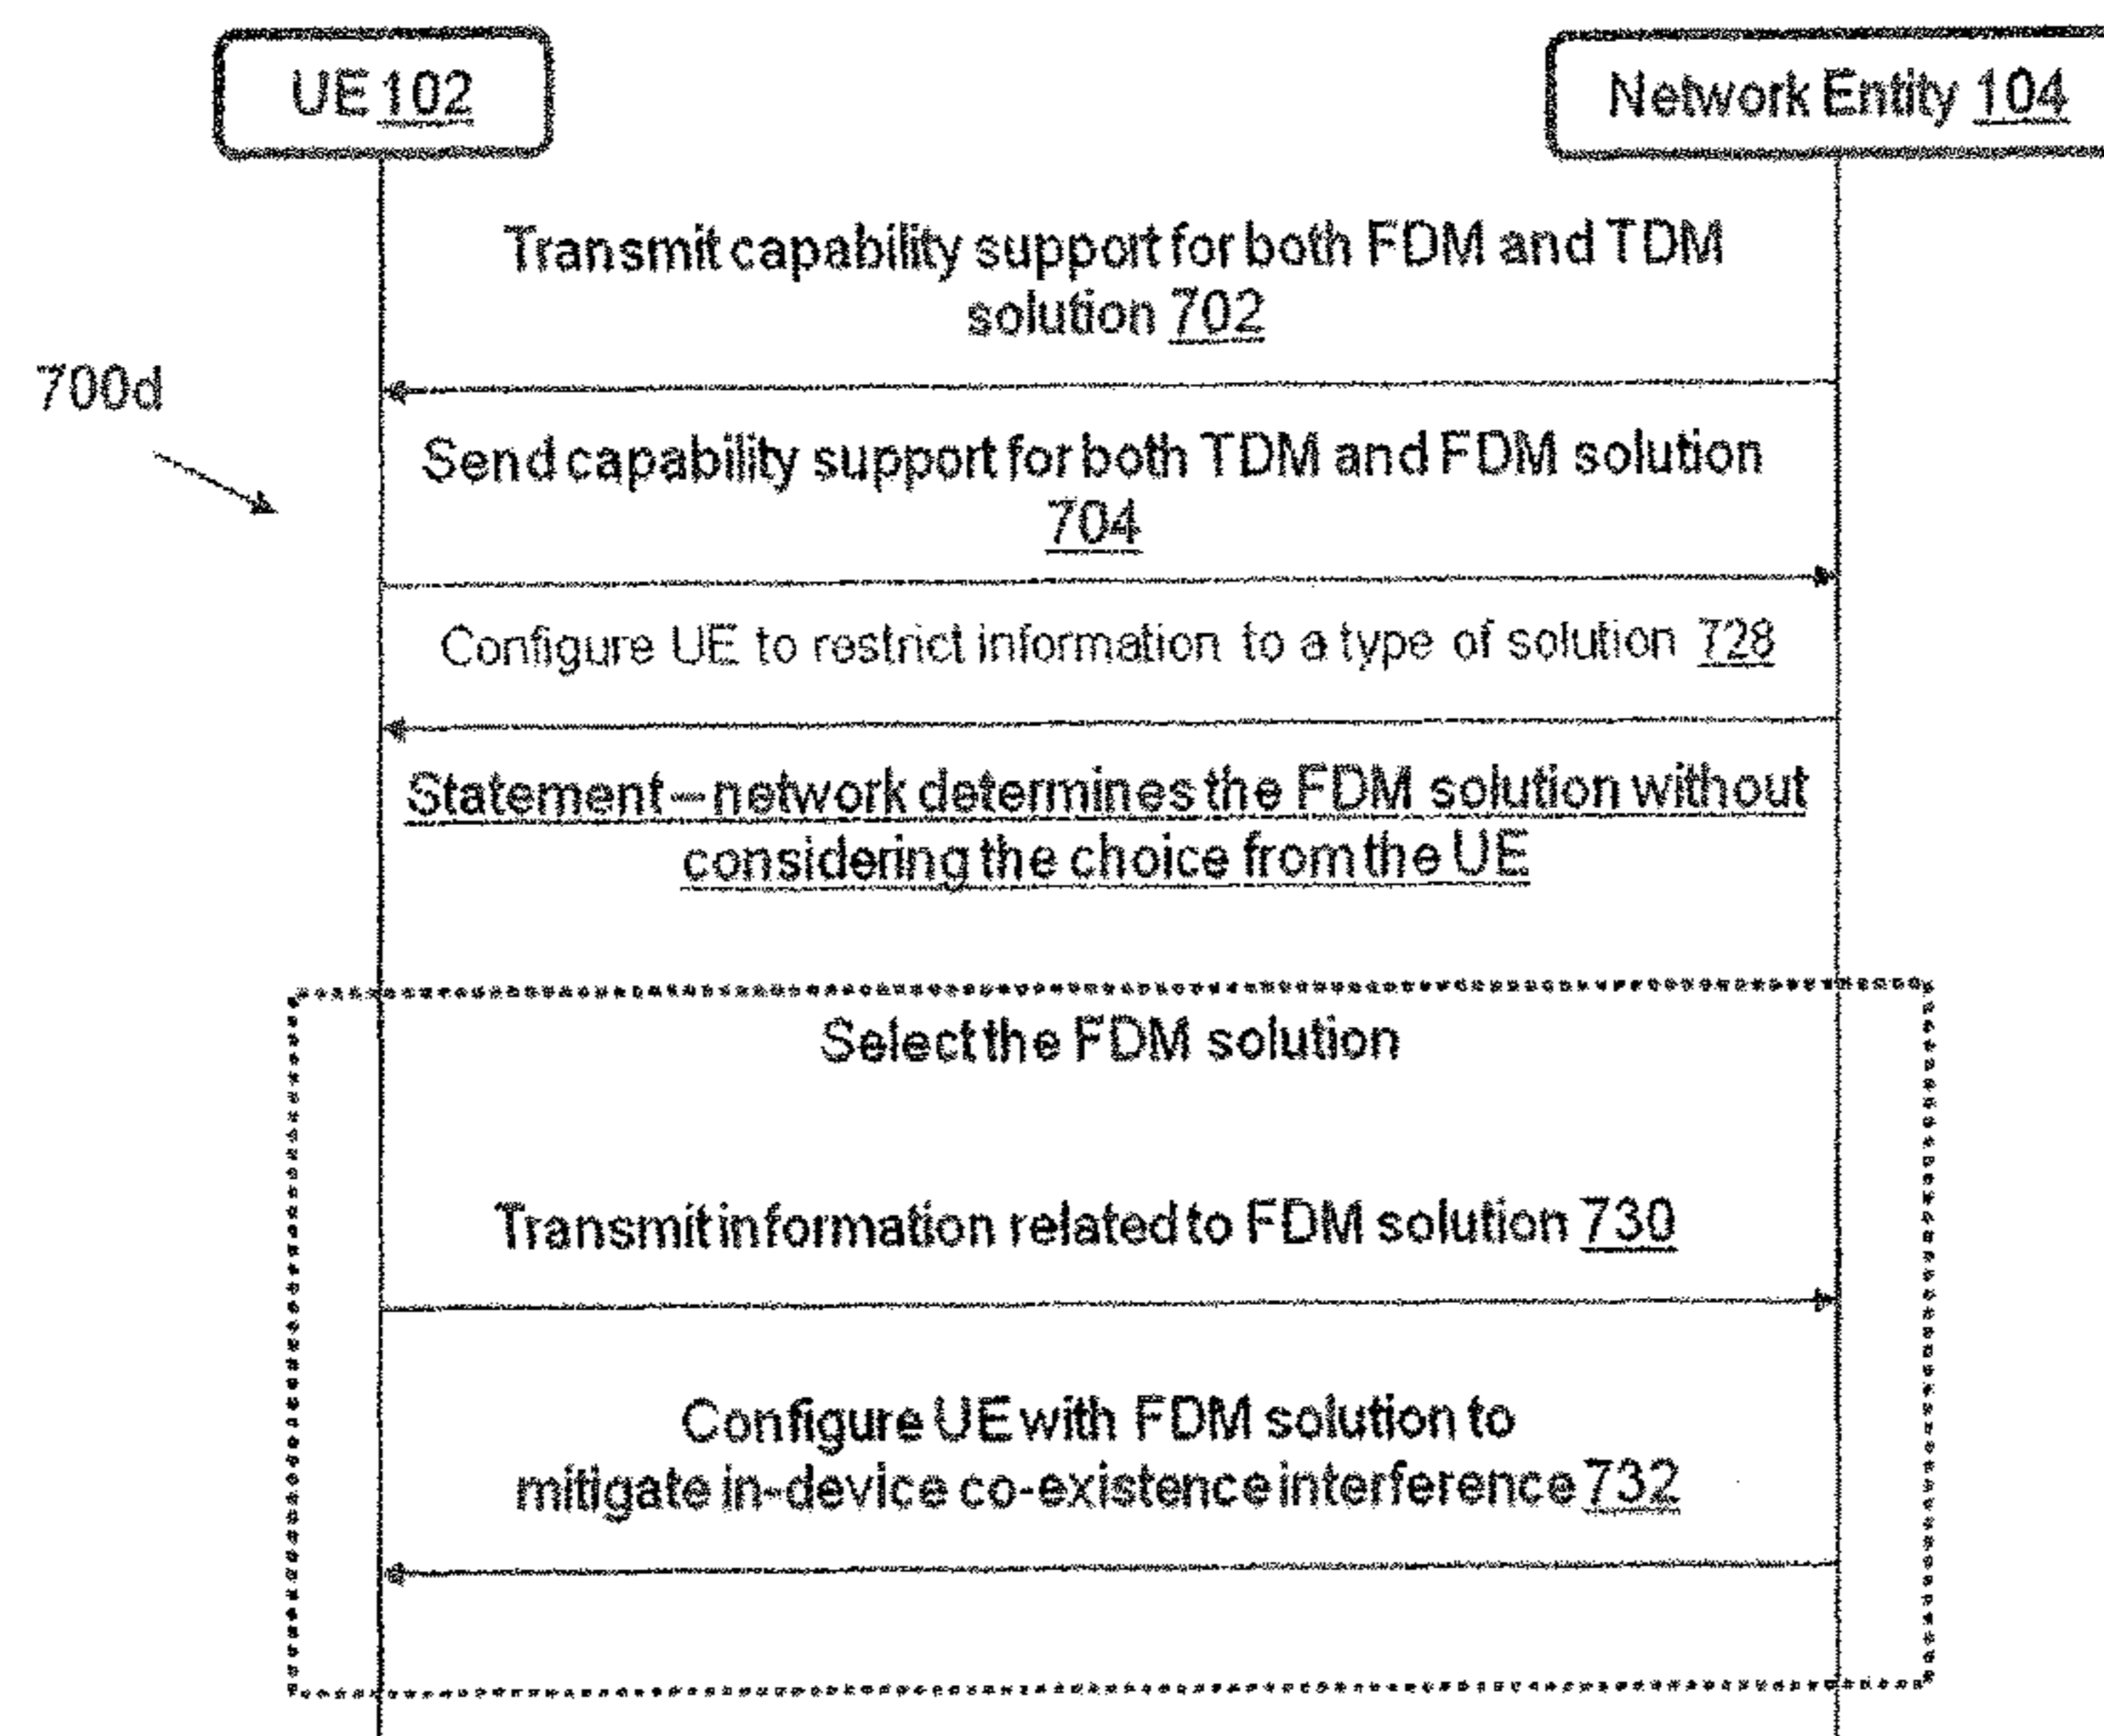 UE 102
Network Entity 104
Transmit capability support for both FDM and TDM
solution 702
700d
Send capability support for both TDM and FDM solution
704
Configure UE to restrict information to a type of solution 728
Statement – network determines the FDM solution without
considering the choice from the UE
Select the FDM solution
Transmit information related to FDM solution 730
Configure UE with FDM solution to
mitigate in-device co-existence interference 732